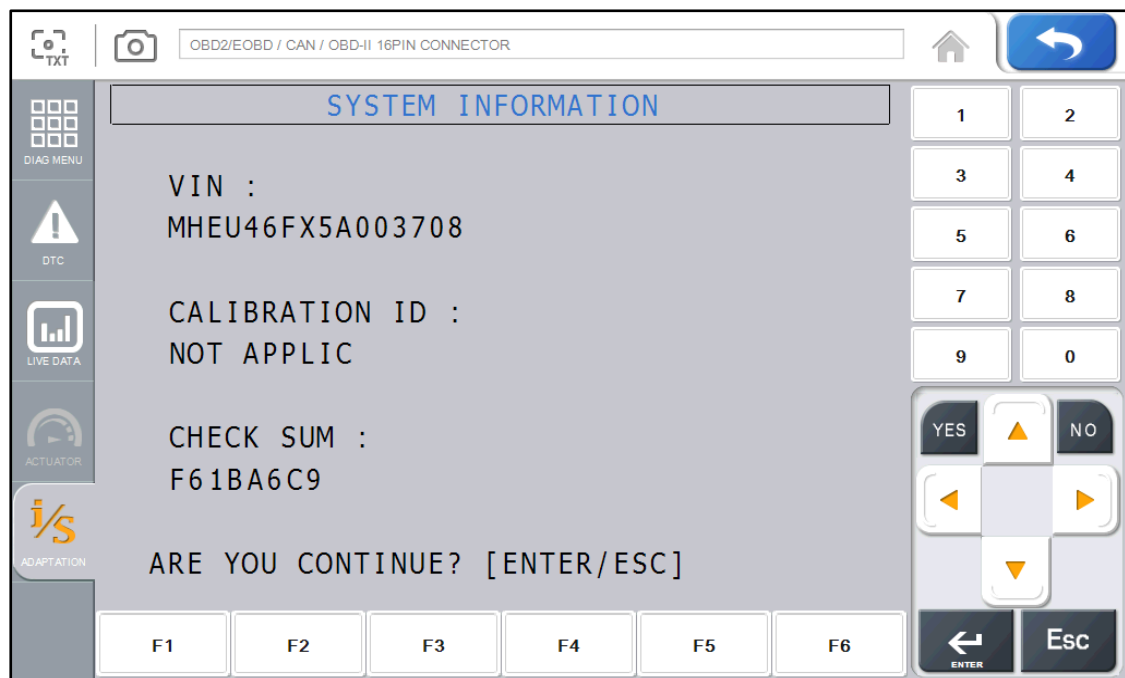 TXT
OBD2/EOBD / CAN / OBD-II 16PIN CONNECTOR
DIAG MENU
DTC
LIVE DATA
ACTUATOR
i/s
ADAPTATION
SYSTEM INFORMATION
VIN :
MHEU46FX5A003708
CALIBRATION ID :
NOT APPLIC
CHECK SUM :
F61BA6C9
ARE YOU CONTINUE? [ENTER/ESC]
F1 F2 F3 F4 F5 F6
1 2
3 4
5 6
7 8
9 0
YES NO
ENTER Esc